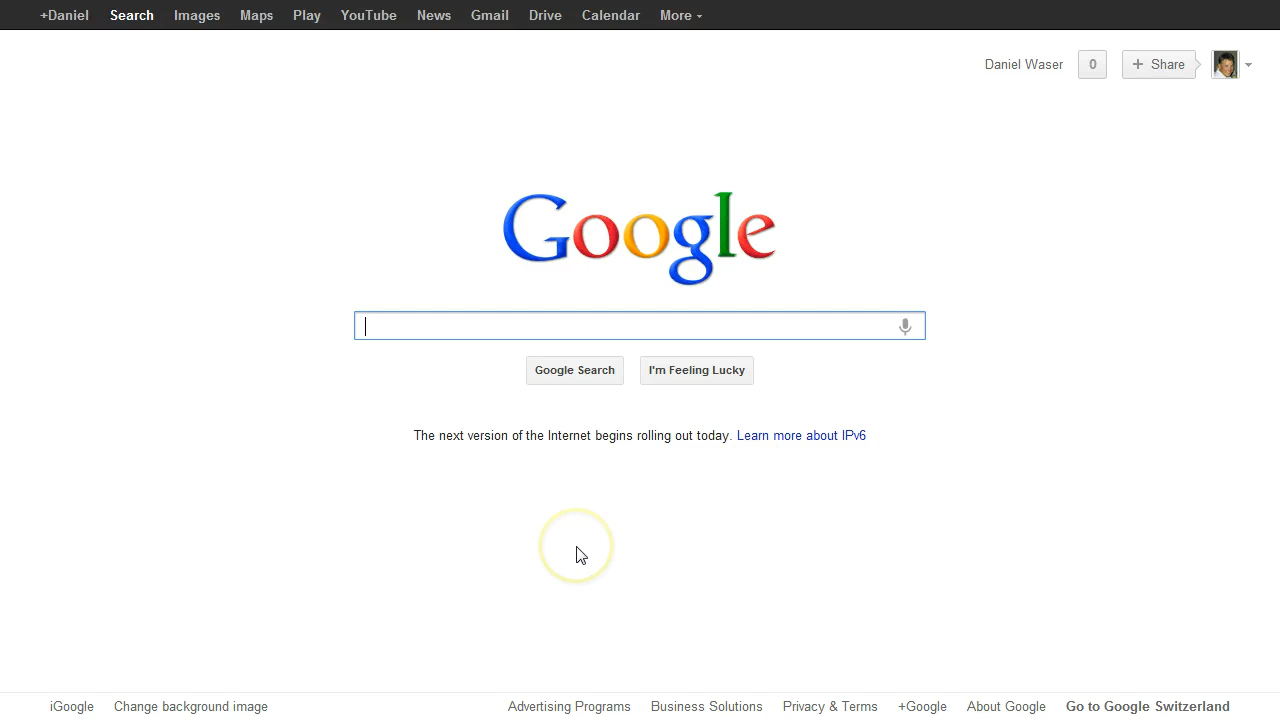 +Daniel Search Images Maps Play YouTube News Gmail Drive Calendar More
Daniel Waser 0 + Share
Google
Google Search I'm Feeling Lucky
The next version of the Internet begins rolling out today. Learn more about IPv6
iGoogle Change background image Advertising Programs Business Solutions Privacy & Terms +Google About Google Go to Google Switzerland